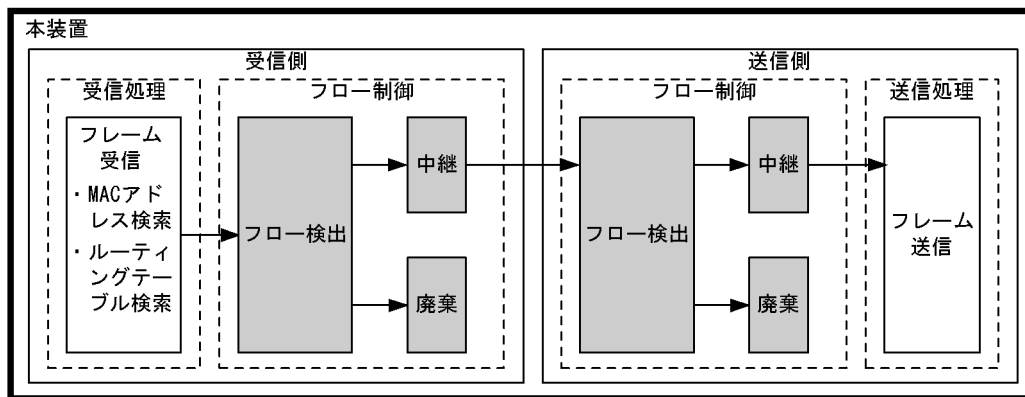 本装置
受信側
受信処理
フレーム
受信
・MACアド
レス検索
・ルーティ
ングテー
ブル検索
フロー制御
フロー検出
中継
廃棄
送信側
フロー制御
フロー検出
中継
廃棄
送信処理
フレーム
送信